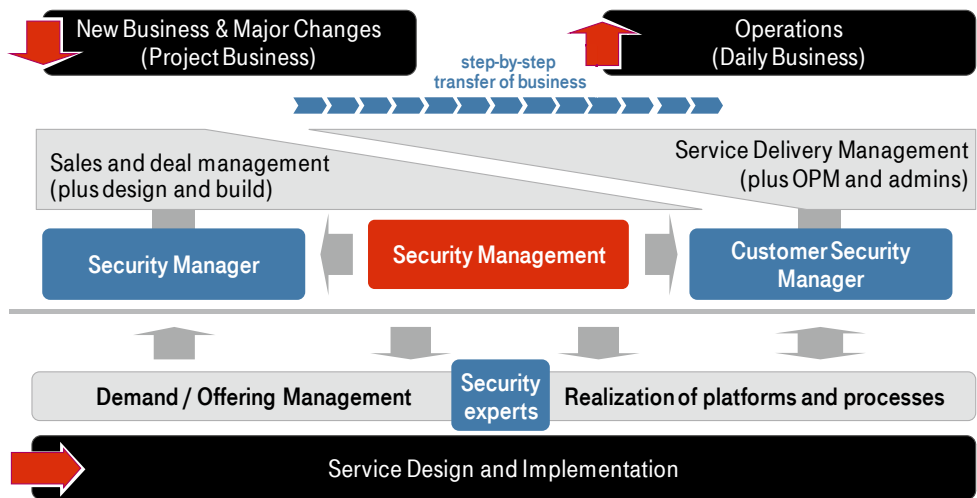 New Business & Major Changes
(Project Business)
Operations
(Daily Business)
step-by-step
transfer of business
Sales and deal management
(plus design and build)
Service Delivery Management
(plus OPM and admins)
Security Manager
Security Management
Customer Security
Manager
Demand / Offering Management
Security
experts
Realization of platforms and processes
Service Design and Implementation